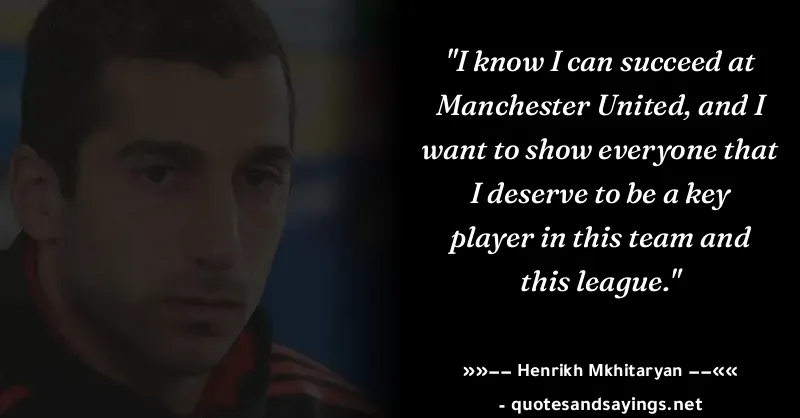 "I know I can succeed at
Manchester United, and I
want to show everyone that
I deserve to be a key
player in this team and
this league."
»»−− Henrikh Mkhitaryan −−««
- quotesandsayings.net